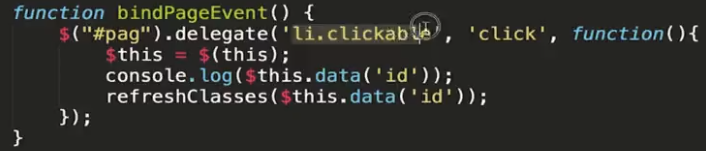 function bindPageEvent() {
$("#pag").delegate('li.clickable', 'click', function(){
$this = $(this);
console.log($this.data('id'));
refreshClasses($this.data('id'));
});
}